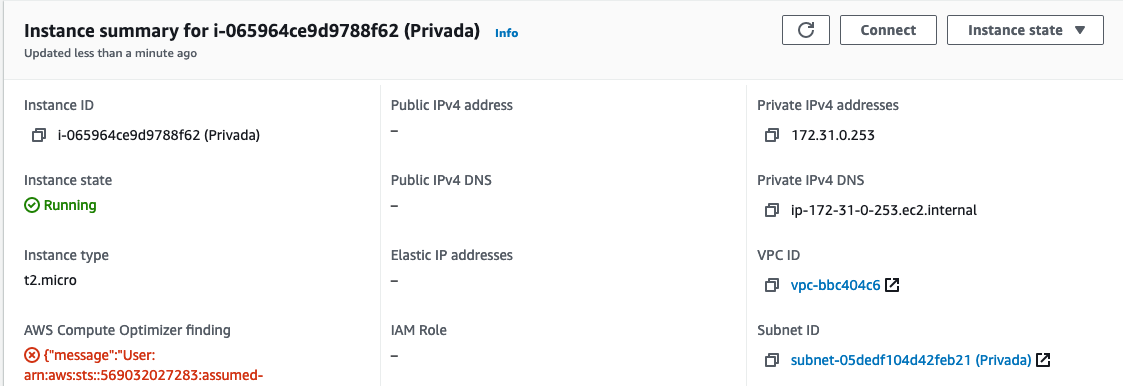 Instance summary for i-065964ce9d9788f62 (Privada) Info
Updated less than a minute ago
Connect
Instance state
Instance ID
i-065964ce9d9788f62 (Privada)
Public IPv4 address
–
Private IPv4 addresses
172.31.0.253
Instance state
Running
Public IPv4 DNS
–
Private IPv4 DNS
ip-172-31-0-253.ec2.internal
Instance type
t2.micro
Elastic IP addresses
–
VPC ID
vpc-bbc404c6
AWS Compute Optimizer finding
{"message":"User:
arn:aws:sts::569032027283:assumed-
IAM Role
–
Subnet ID
subnet-05dedf104d42feb21 (Privada)